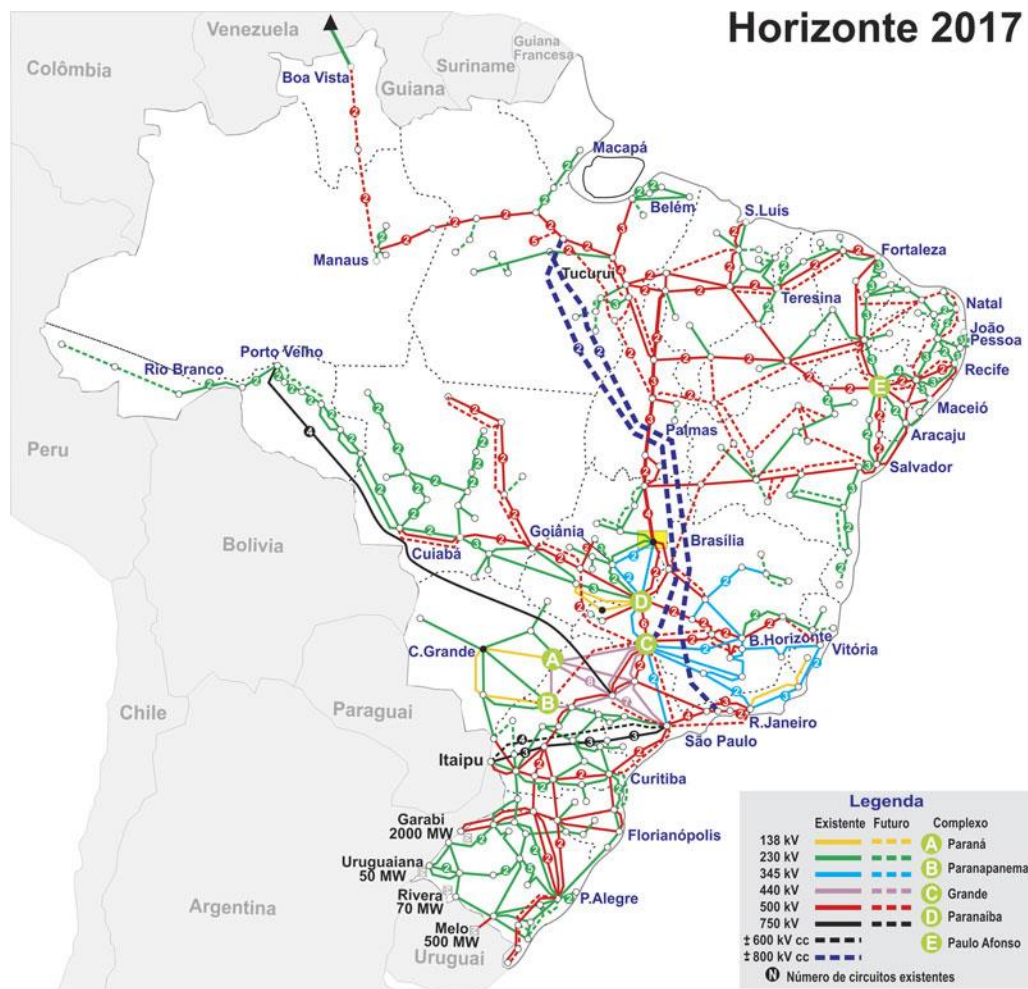 Horizonte 2017
Venezuela
Colômbia
Guiana
Suriname
Guiana
Francesa
Boa Vista
Macapá
Belém
S.Luís
Manaus
Tucuruí
Teresina
Fortaleza
Natal
João
Pessoa
Recife
Maceió
Aracaju
Salvador
Porto Velho
Rio Branco
Palmas
Peru
Bolivia
Cuiabá
Goiânia
Brasília
D
C
B.Horizonte
Vitória
E
C.Grande
A
B
Chile
Paraguai
R.Janeiro
São Paulo
Itaipu
Curitiba
Garabi
2000 MW
Florianópolis
Uruguaiana
50 MW
Rivera
70 MW
P.Alegre
Melo
500 MW
Argentina
Uruguai
Legenda
Existente Futuro Complexo
138 kV A Paraná
230 kV B Paranapanema
345 kV C Grande
440 kV D Paranaíba
500 kV E Paulo Afonso
750 kV
± 600 kV cc
± 800 kV cc
N Número de circuitos existentes